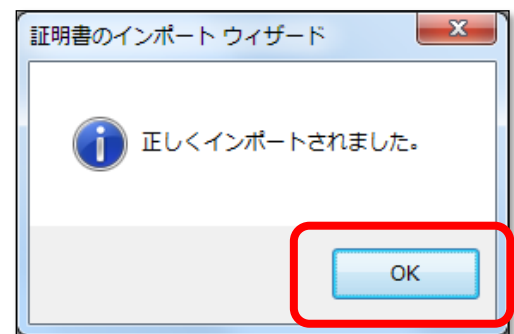 証明書のインポート ウィザード
正しくインポートされました。
OK